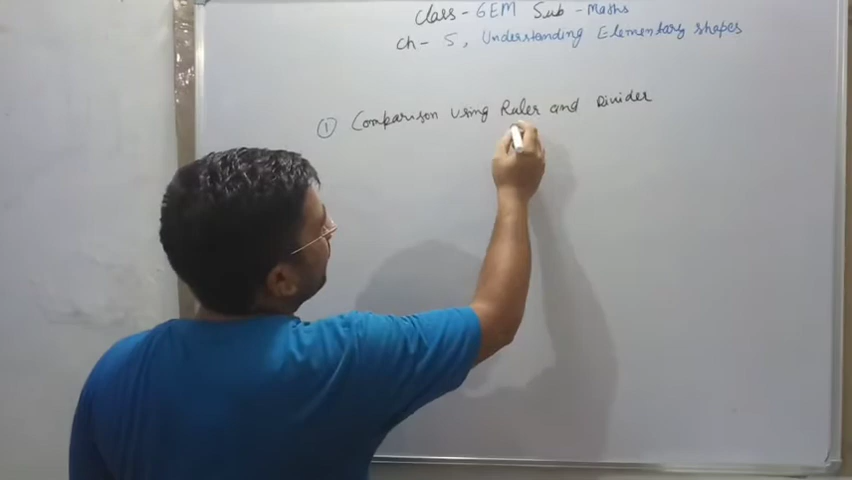 Class - 6EM Sub - Maths
Ch - 5, Understanding Elementary shapes
① Comparison Using Ruler and Divider